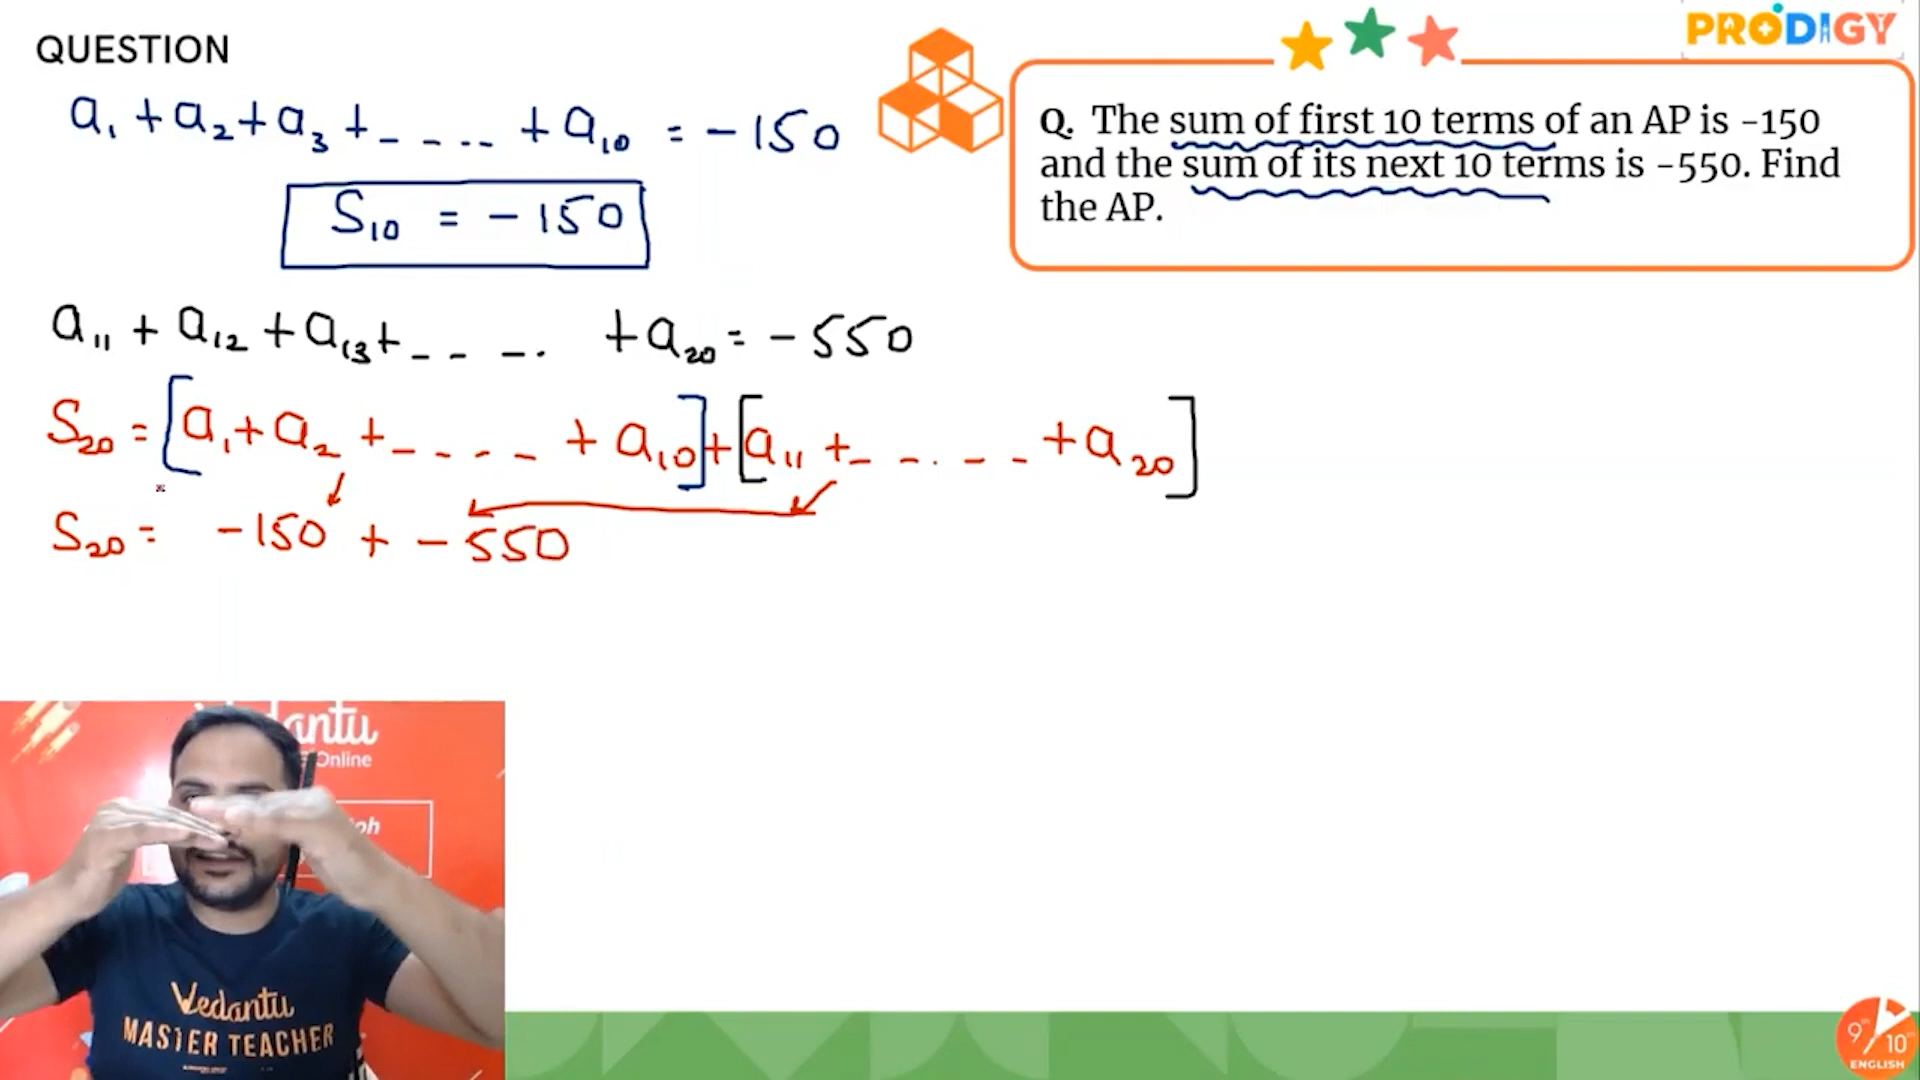 QUESTION
PRODIGY
a₁ + a₂ + a₃ + - - - - + a₁₀ = -150
S₁₀ = -150
Q. The sum of first 10 terms of an AP is -150
and the sum of its next 10 terms is -550. Find
the AP.
a₁₁ + a₁₂ + a₁₃ + - - - - + a₂₀ = -550
S₂₀ = [a₁ + a₂ + - - - - + a₁₀] + [a₁₁ + - - - - - + a₂₀]
S₂₀ = -150 + -550
Online
Vedantu
MASTER TEACHER
9th
10th
ENGLISH